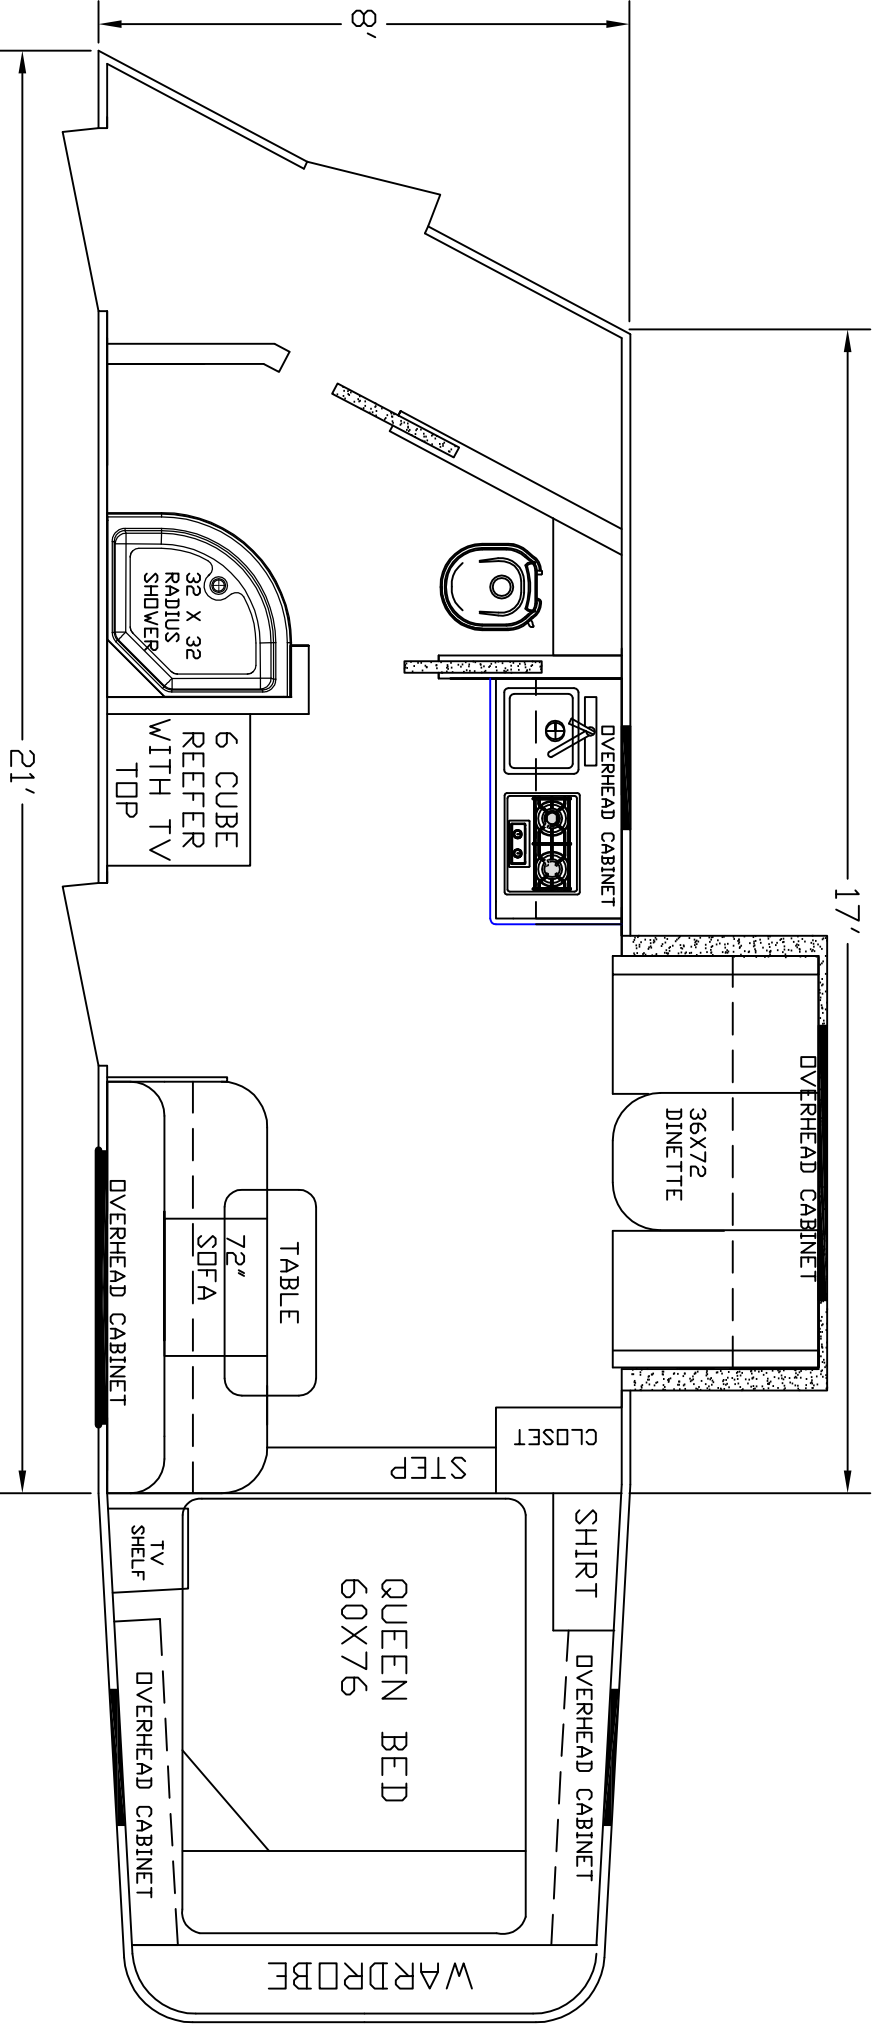 8'
21'
17'
32 X 32
RADIUS
SHOWER
6 CUBE
REEFER
WITH TV
TOP
OVERHEAD CABINET
OVERHEAD CABINET
36X72
DINETTE
TABLE
72"
SOFA
OVERHEAD CABINET
CLOSET
STEP
SHIRT
TV
SHELF
QUEEN BED
60X76
OVERHEAD CABINET
OVERHEAD CABINET
WARDROBE